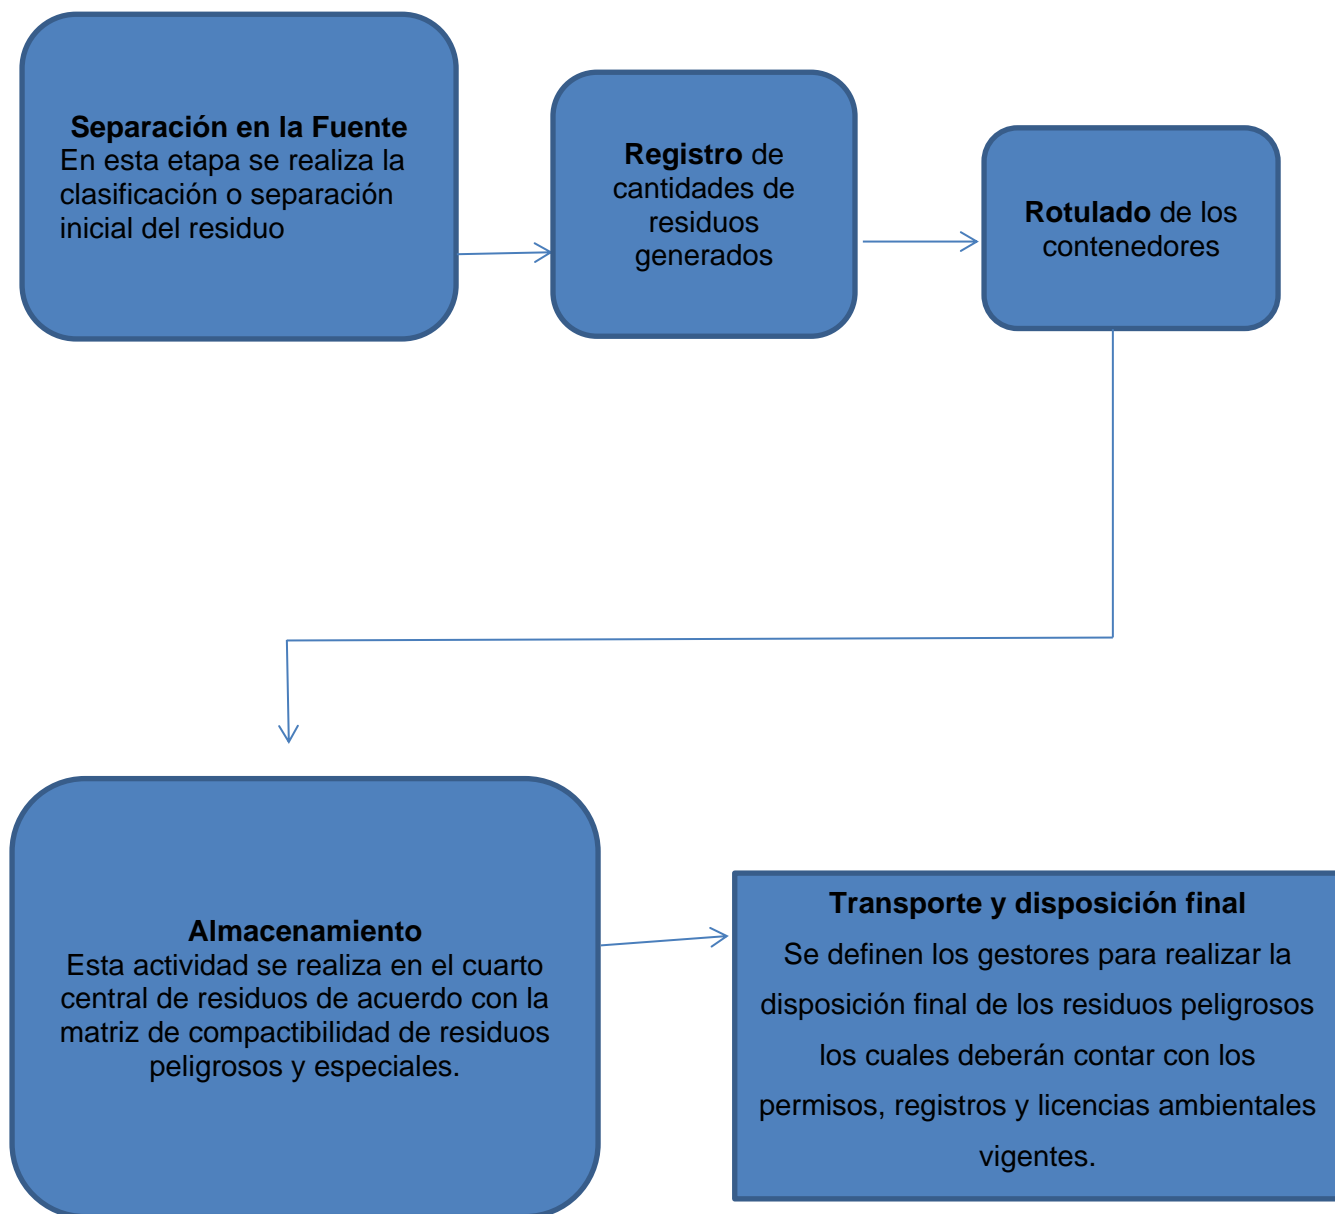 Separación en la Fuente
En esta etapa se realiza la
clasificación o separación
inicial del residuo
Registro de
cantidades de
residuos
generados
Rotulado de los
contenedores
Almacenamiento
Esta actividad se realiza en el cuarto
central de residuos de acuerdo con la
matriz de compactibilidad de residuos
peligrosos y especiales.
Transporte y disposición final
Se definen los gestores para realizar la
disposición final de los residuos peligrosos
los cuales deberán contar con los
permisos, registros y licencias ambientales
vigentes.